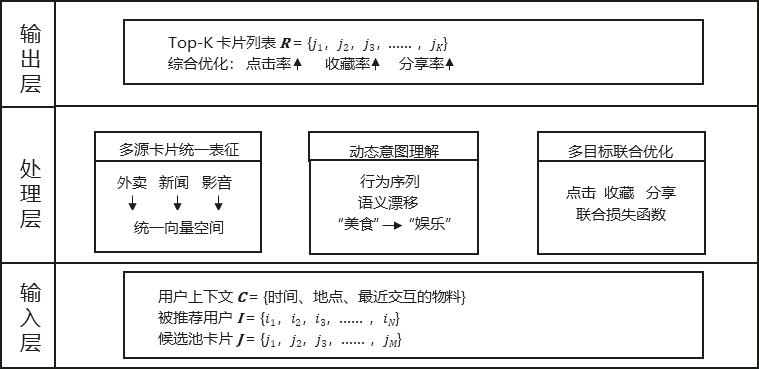 输出层
Top-K 卡片列表 R = {j1, j2, j3, ......, jK}
综合优化: 点击率↑ 收藏率↑ 分享率↑
处理层
多源卡片统一表征
外卖 新闻 影音
↓ ↓ ↓
统一向量空间
动态意图理解
行为序列
语义漂移
“美食”→“娱乐”
多目标联合优化
点击 收藏 分享
联合损失函数
输入层
用户上下文 C = {时间、地点、最近交互的物料}
被推荐用户 I = {i1, i2, i3, ......, iN}
候选池卡片 J = {j1, j2, j3, ......, jM}